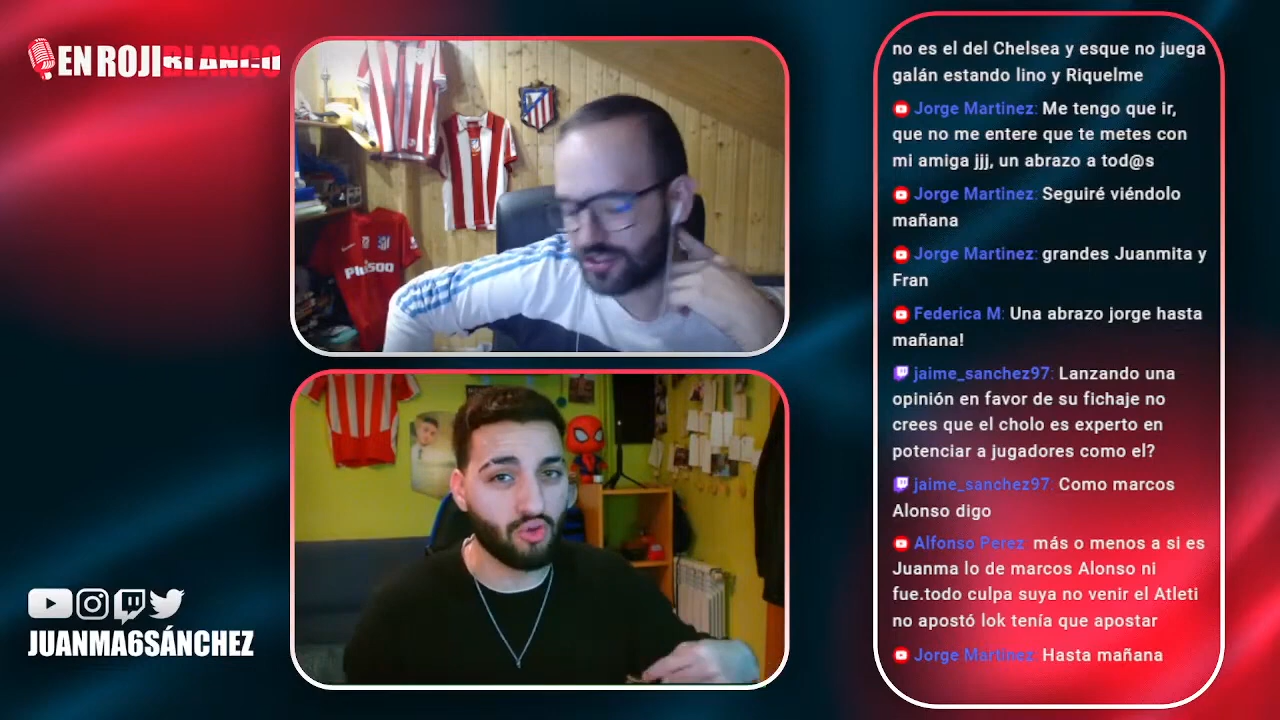 EN ROJIBLANCO
Plus500
JUANMA6SÁNCHEZ
no es el del Chelsea y esque no juega
galán estando lino y Riquelme
Jorge Martinez: Me tengo que ir,
que no me entere que te metes con
mi amiga jjj, un abrazo a tod@s
Jorge Martinez: Seguiré viéndolo
mañana
Jorge Martinez: grandes Juanmita y
Fran
Federica M: Una abrazo jorge hasta
mañana!
jaime_sanchez97: Lanzando una
opinión en favor de su fichaje no
crees que el cholo es experto en
potenciar a jugadores como el?
jaime_sanchez97: Como marcos
Alonso digo
Alfonso Perez: más o menos a si es
Juanma lo de marcos Alonso ni
fue.todo culpa suya no venir el Atleti
no apostó lok tenía que apostar
Jorge Martinez: Hasta mañana